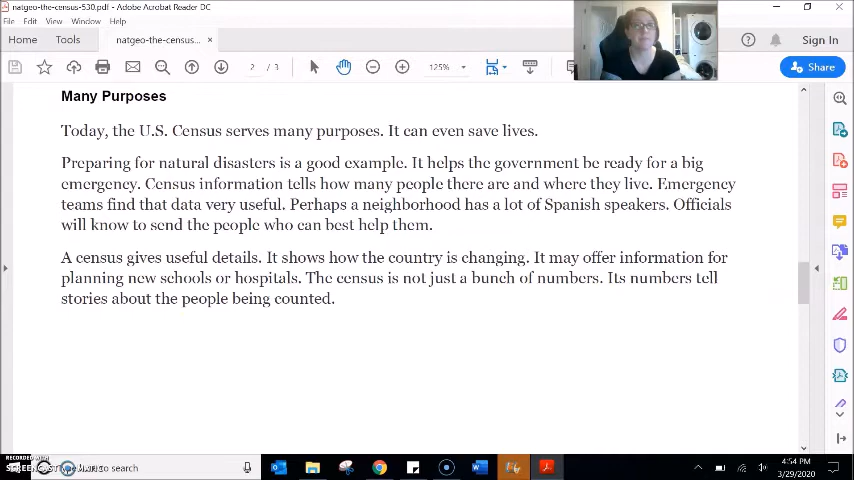 natgeo-the-census-530.pdf - Adobe Acrobat Reader DC
File Edit View Window Help
Home Tools natgeo-the-census... × Sign In
2 / 3 125% Share
Many Purposes
Today, the U.S. Census serves many purposes. It can even save lives.
Preparing for natural disasters is a good example. It helps the government be ready for a big
emergency. Census information tells how many people there are and where they live. Emergency
teams find that data very useful. Perhaps a neighborhood has a lot of Spanish speakers. Officials
will know to send the people who can best help them.
A census gives useful details. It shows how the country is changing. It may offer information for
planning new schools or hospitals. The census is not just a bunch of numbers. Its numbers tell
stories about the people being counted.
RECORDED WITH
to search
4:54 PM
3/29/2020